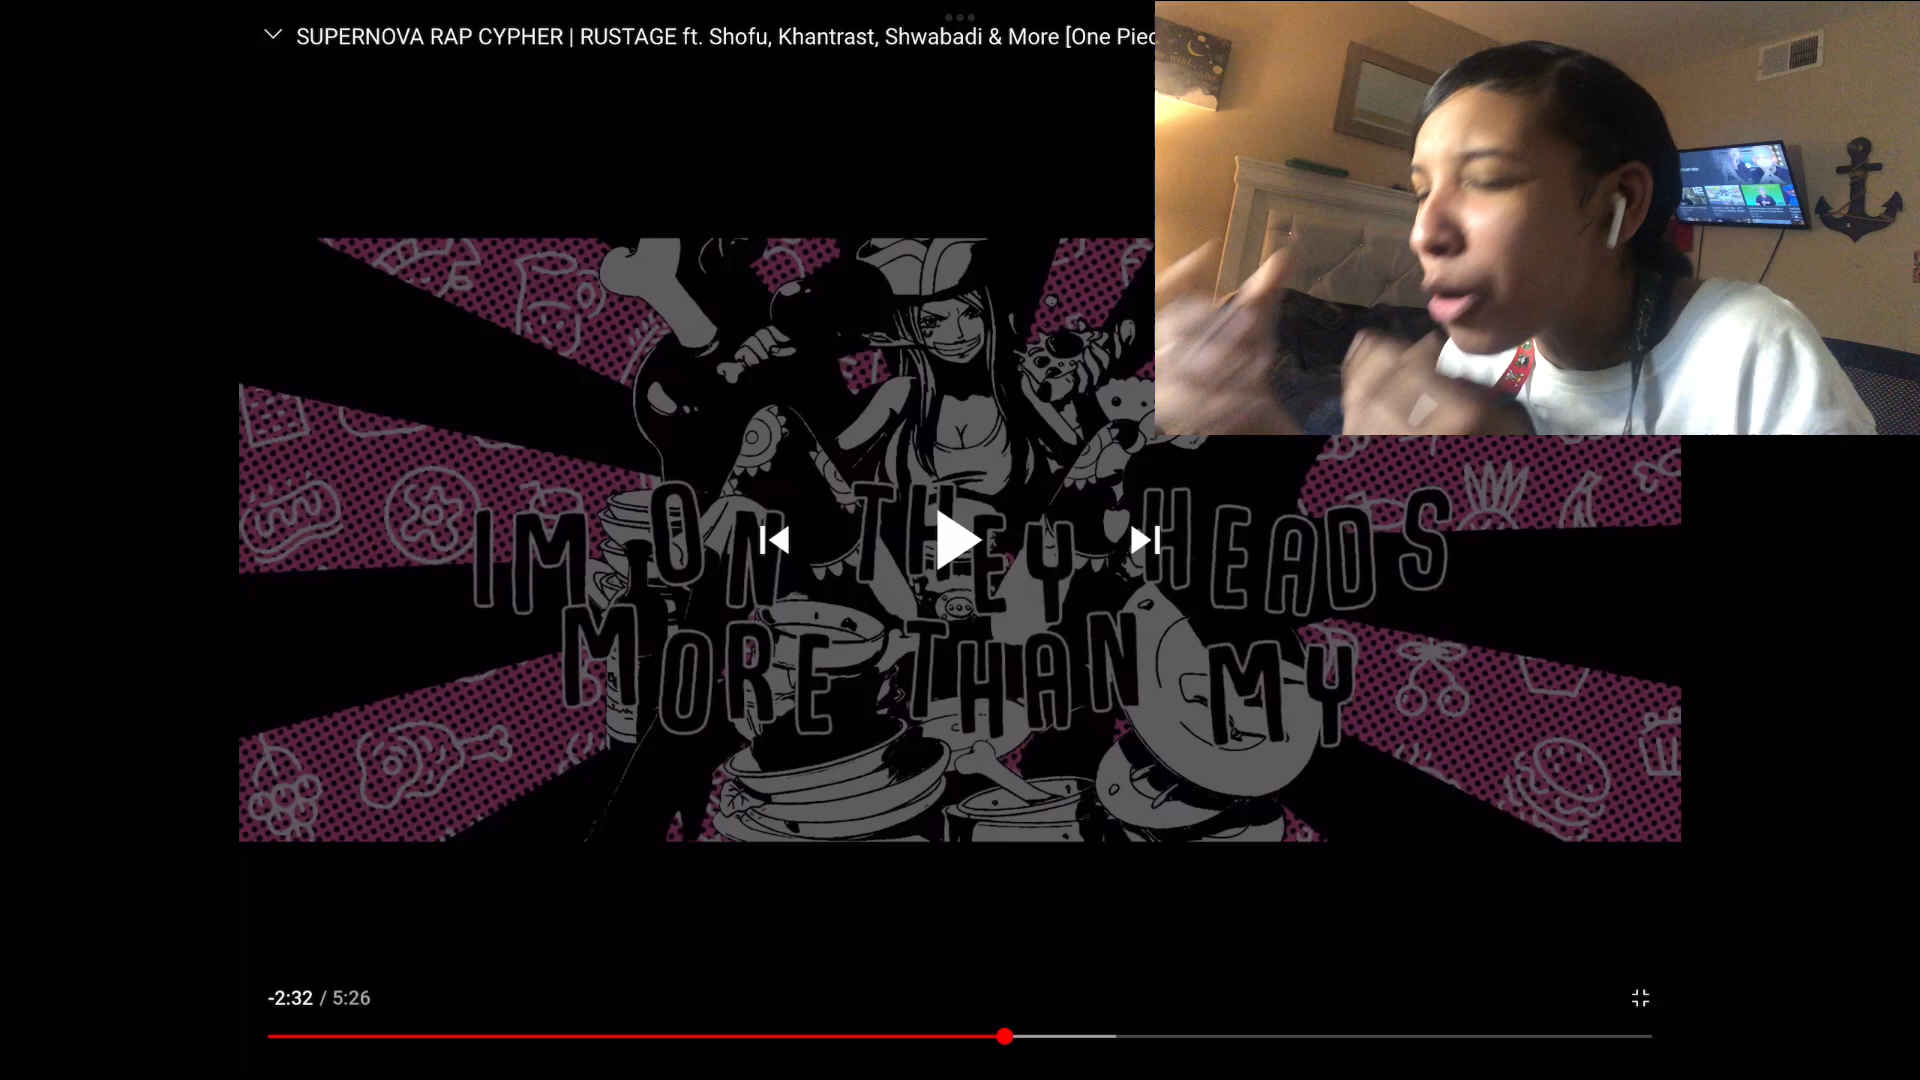 SUPERNOVA RAP CYPHER | RUSTAGE ft. Shofu, Khantrast, Shwabadi & More [One Piec
IM ON THEY HEADS
MORE THAN MY
-2:32 / 5:26